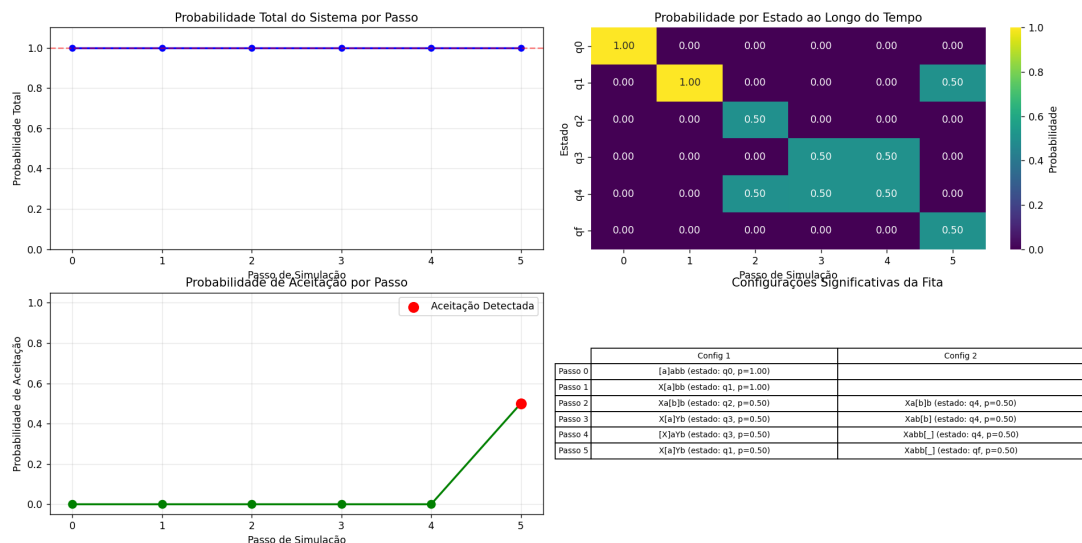 Probabilidade Total do Sistema por Passo
Probabilidade Total
1.0
0.8
0.6
0.4
0.2
0.0
0 1 2 3 4 5
Passo de Simulação
Probabilidade por Estado ao Longo do Tempo
Estado
q0 1.00 0.00 0.00 0.00 0.00 0.00
q1 0.00 1.00 0.00 0.00 0.00 0.50
q2 0.00 0.00 0.50 0.00 0.00 0.00
q3 0.00 0.00 0.00 0.50 0.50 0.00
q4 0.00 0.00 0.50 0.50 0.50 0.00
qf 0.00 0.00 0.00 0.00 0.00 0.50
0 1 2 3 4 5
Passo de Simulação
1.0
0.8
0.6
0.4
0.2
0.0
Probabilidade
Probabilidade de Aceitação por Passo
Probabilidade de Aceitação
Aceitação Detectada
1.0
0.8
0.6
0.4
0.2
0.0
0 1 2 3 4 5
Passo de Simulação
Configurações Significativas da Fita
Config 1 Config 2
Passo 0 [a]abb (estado: q0, p=1.00)
Passo 1 X[a]bb (estado: q1, p=1.00)
Passo 2 Xa[b]b (estado: q2, p=0.50) Xa[b]b (estado: q4, p=0.50)
Passo 3 X[a]Yb (estado: q3, p=0.50) Xab[b] (estado: q4, p=0.50)
Passo 4 [X]aYb (estado: q3, p=0.50) Xabb[_] (estado: q4, p=0.50)
Passo 5 X[a]Yb (estado: q1, p=0.50) Xabb[_] (estado: qf, p=0.50)